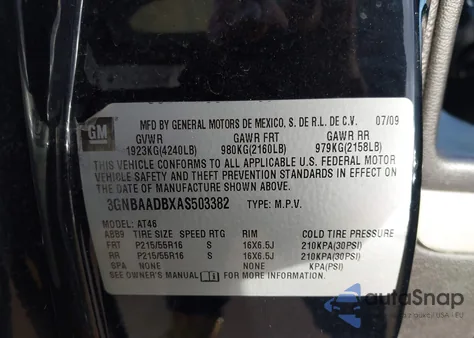 MFD BY GENERAL MOTORS DE MEXICO, S. DE R.L. DE C.V. 07/09
GM
GVWR GAWR FRT GAWR RR
1923KG(4240LB) 980KG(2160LB) 979KG(2158LB)
THIS VEHICLE CONFORMS TO ALL APPLICABLE U.S. FEDERAL MOTOR
VEHICLE SAFETY AND THEFT PREVENTION STANDARDS IN EFFECT ON
THE DATE OF MANUFACTURE SHOWN ABOVE.
3GNBAADBXAS503382 TYPE: M.P.V.
MODEL: AT46
ABB9 TIRE SIZE SPEED RTG RIM COLD TIRE PRESSURE
FRT P215/55R16 S 16X6.5J 210KPA(30PSI)
RR P215/55R16 S 16X6.5J 210KPA(30PSI)
SPA NONE NONE KPA(PSI)
SEE OWNER'S MANUAL FOR MORE INFORMATION.
autoSnap